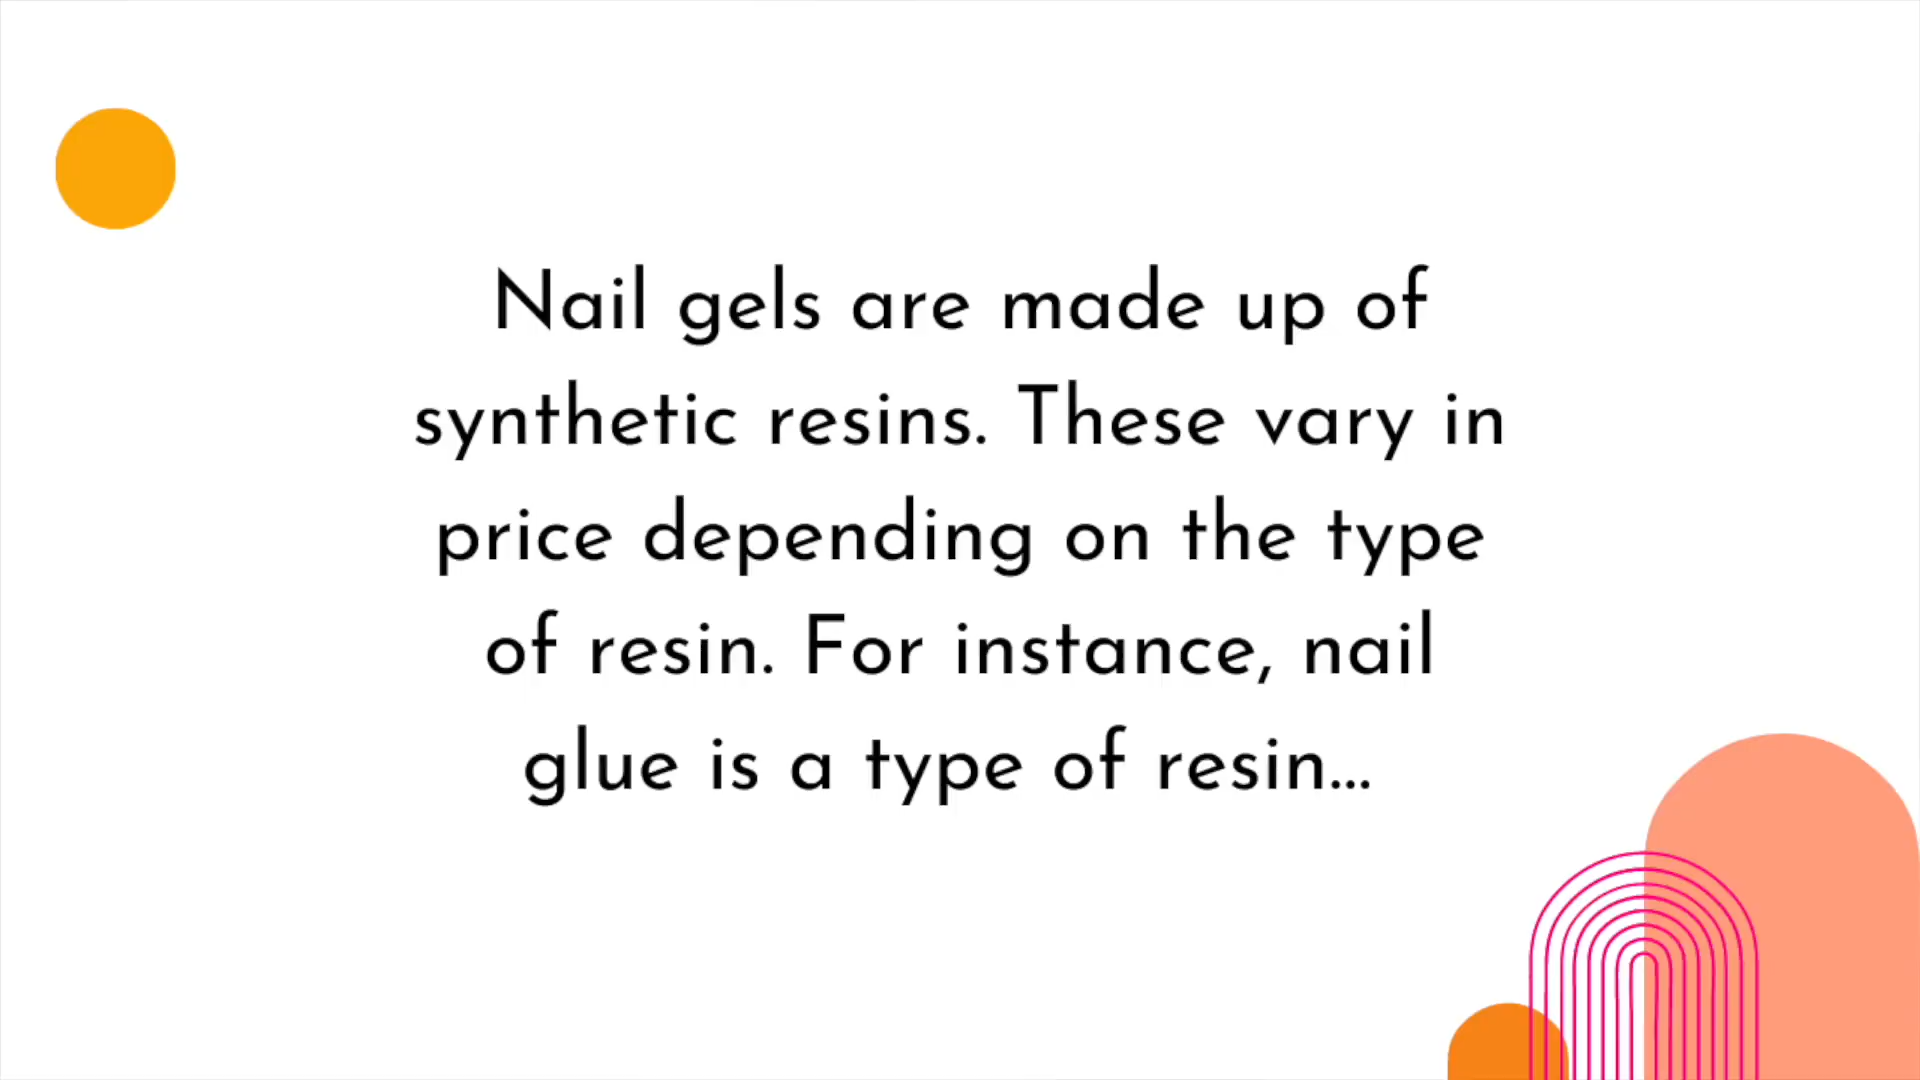 Nail gels are made up of
synthetic resins. These vary in
price depending on the type
of resin. For instance, nail
glue is a type of resin...